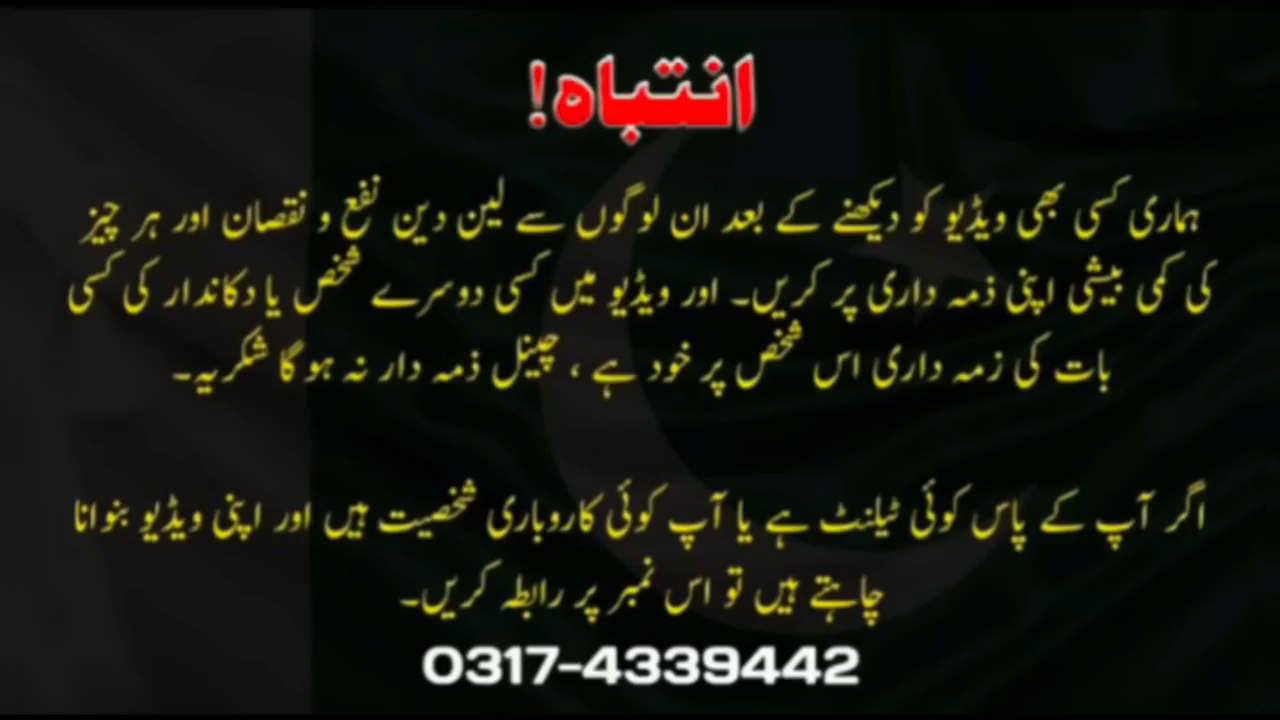 انتباہ!
ہماری کسی بھی ویڈیو کو دیکھنے کے بعد ان لوگوں سے لین دین نفع و نقصان اور ہر چیز
کی کمی بیشی اپنی ذمہ داری پر کریں۔ اور ویڈیو میں کسی دوسرے شخص یا دکاندار کی کسی
بات کی زمہ داری اس شخص پر خود ہے ، چینل ذمہ دار نہ ہو گا شکریہ۔
اگر آپ کے پاس کوئی ٹیلنٹ ہے یا آپ کوئی کاروباری شخصیت ہیں اور اپنی ویڈیو بنوانا
چاہتے ہیں تو اس نمبر پر رابطہ کریں۔
0317-4339442